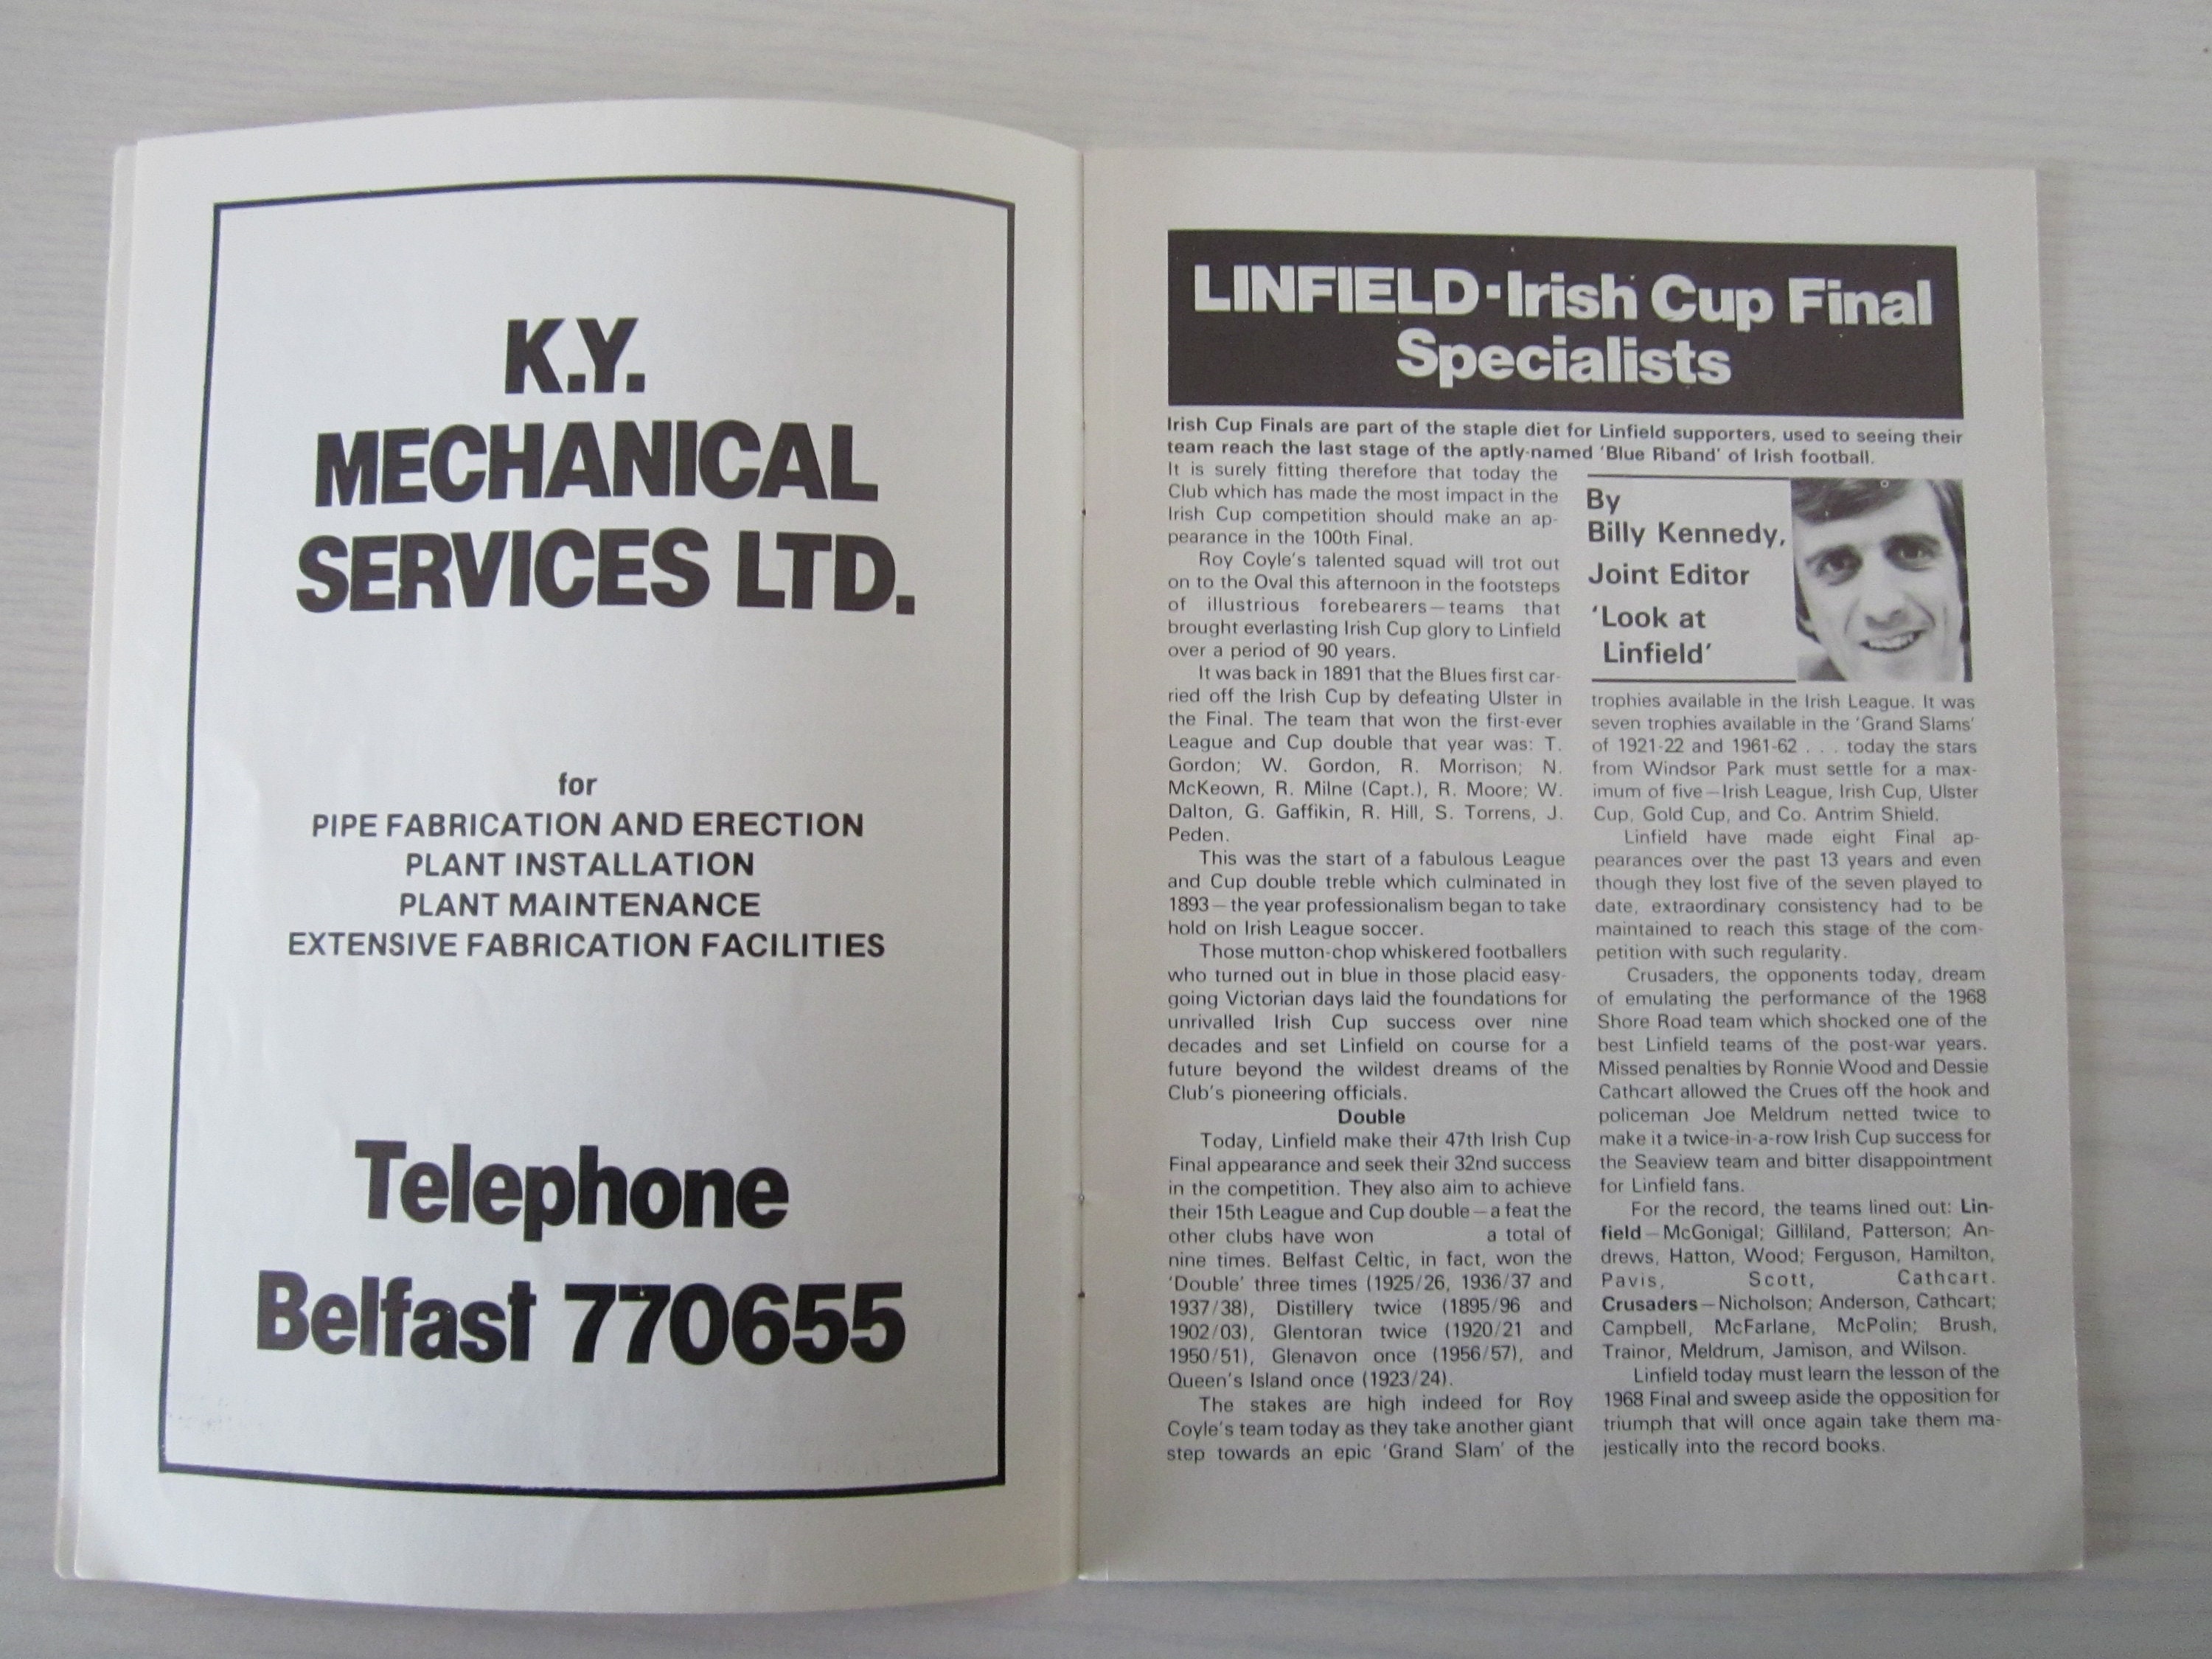 K.Y.
MECHANICAL
SERVICES LTD.
for
PIPE FABRICATION AND ERECTION
PLANT INSTALLATION
PLANT MAINTENANCE
EXTENSIVE FABRICATION FACILITIES
Telephone
Belfast 770655
LINFIELD·Irish Cup Final
Specialists
Irish Cup Finals are part of the staple diet for Linfield supporters, used to seeing their
team reach the last stage of the aptly-named ‘Blue Riband’ of Irish football.
It is surely fitting therefore that today the
Club which has made the most impact in the
Irish Cup competition should make an ap-
pearance in the 100th Final.
Roy Coyle’s talented squad will trot out
on to the Oval this afternoon in the footsteps
of illustrious forebearers—teams that
brought everlasting Irish Cup glory to Linfield
over a period of 90 years.
It was back in 1891 that the Blues first car-
ried off the Irish Cup by defeating Ulster in
the Final. The team that won the first-ever
League and Cup double that year was: T.
Gordon; W. Gordon, R. Morrison; N.
McKeown, R. Milne (Capt.), R. Moore; W.
Dalton, G. Gaffikin, R. Hill, S. Torrens, J.
Peden.
This was the start of a fabulous League
and Cup double treble which culminated in
1893—the year professionalism began to take
hold on Irish League soccer.
Those mutton-chop whiskered footballers
who turned out in blue in those placid easy-
going Victorian days laid the foundations for
unrivalled Irish Cup success over nine
decades and set Linfield on course for a
future beyond the wildest dreams of the
Club’s pioneering officials.
Double
Today, Linfield make their 47th Irish Cup
Final appearance and seek their 32nd success
in the competition. They also aim to achieve
their 15th League and Cup double—a feat the
other clubs have won a total of
nine times. Belfast Celtic, in fact, won the
‘Double’ three times (1925/26, 1936/37 and
1937/38), Distillery twice (1895/96 and
1902/03), Glentoran twice (1920/21 and
1950/51), Glenavon once (1956/57), and
Queen’s Island once (1923/24).
The stakes are high indeed for Roy
Coyle’s team today as they take another giant
step towards an epic ‘Grand Slam’ of the
By
Billy Kennedy,
Joint Editor
‘Look at
Linfield’
trophies available in the Irish League. It was
seven trophies available in the ‘Grand Slams’
of 1921-22 and 1961-62 . . . today the stars
from Windsor Park must settle for a max-
imum of five—Irish League, Irish Cup, Ulster
Cup, Gold Cup, and Co. Antrim Shield.
Linfield have made eight Final ap-
pearances over the past 13 years and even
though they lost five of the seven played to
date, extraordinary consistency had to be
maintained to reach this stage of the com-
petition with such regularity.
Crusaders, the opponents today, dream
of emulating the performance of the 1968
Shore Road team which shocked one of the
best Linfield teams of the post-war years.
Missed penalties by Ronnie Wood and Dessie
Cathcart allowed the Crues off the hook and
policeman Joe Meldrum netted twice to
make it a twice-in-a-row Irish Cup success for
the Seaview team and bitter disappointment
for Linfield fans.
For the record, the teams lined out: Lin-
field—McGonigal; Gilliland, Patterson; An-
drews, Hatton, Wood; Ferguson, Hamilton,
Pavis, Scott, Cathcart.
Crusaders—Nicholson; Anderson, Cathcart;
Campbell, McFarlane, McPolin; Brush,
Trainor, Meldrum, Jamison, and Wilson.
Linfield today must learn the lesson of the
1968 Final and sweep aside the opposition for
triumph that will once again take them ma-
jestically into the record books.